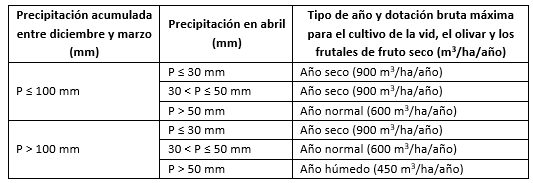 Precipitación acumulada
entre diciembre y marzo
(mm)
Precipitación en abril
(mm)
Tipo de año y dotación bruta máxima
para el cultivo de la vid, el olivar y los
frutales de fruto seco (m³/ha/año)
P ≤ 100 mm
P ≤ 30 mm
Año seco (900 m³/ha/año)
30 < P ≤ 50 mm
Año seco (900 m³/ha/año)
P > 50 mm
Año normal (600 m³/ha/año)
P > 100 mm
P ≤ 30 mm
Año seco (900 m³/ha/año)
30 < P ≤ 50 mm
Año normal (600 m³/ha/año)
P > 50 mm
Año húmedo (450 m³/ha/año)